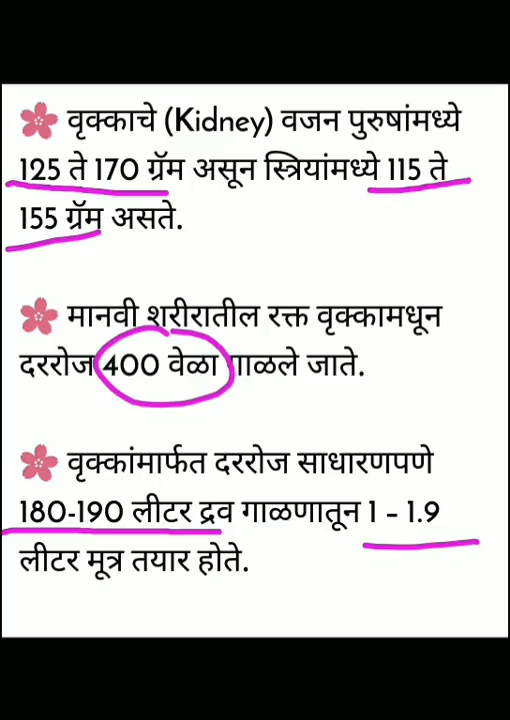 🌸 वृक्काचे (Kidney) वजन पुरुषांमध्ये
125 ते 170 ग्रॅम असून स्त्रियांमध्ये 115 ते
155 ग्रॅम असते.
🌸 मानवी शरीरातील रक्त वृक्कामधून
दररोज 400 वेळा गाळले जाते.
🌸 वृक्कांमार्फत दररोज साधारणपणे
180-190 लीटर द्रव गाळणातून 1 - 1.9
लीटर मूत्र तयार होते.